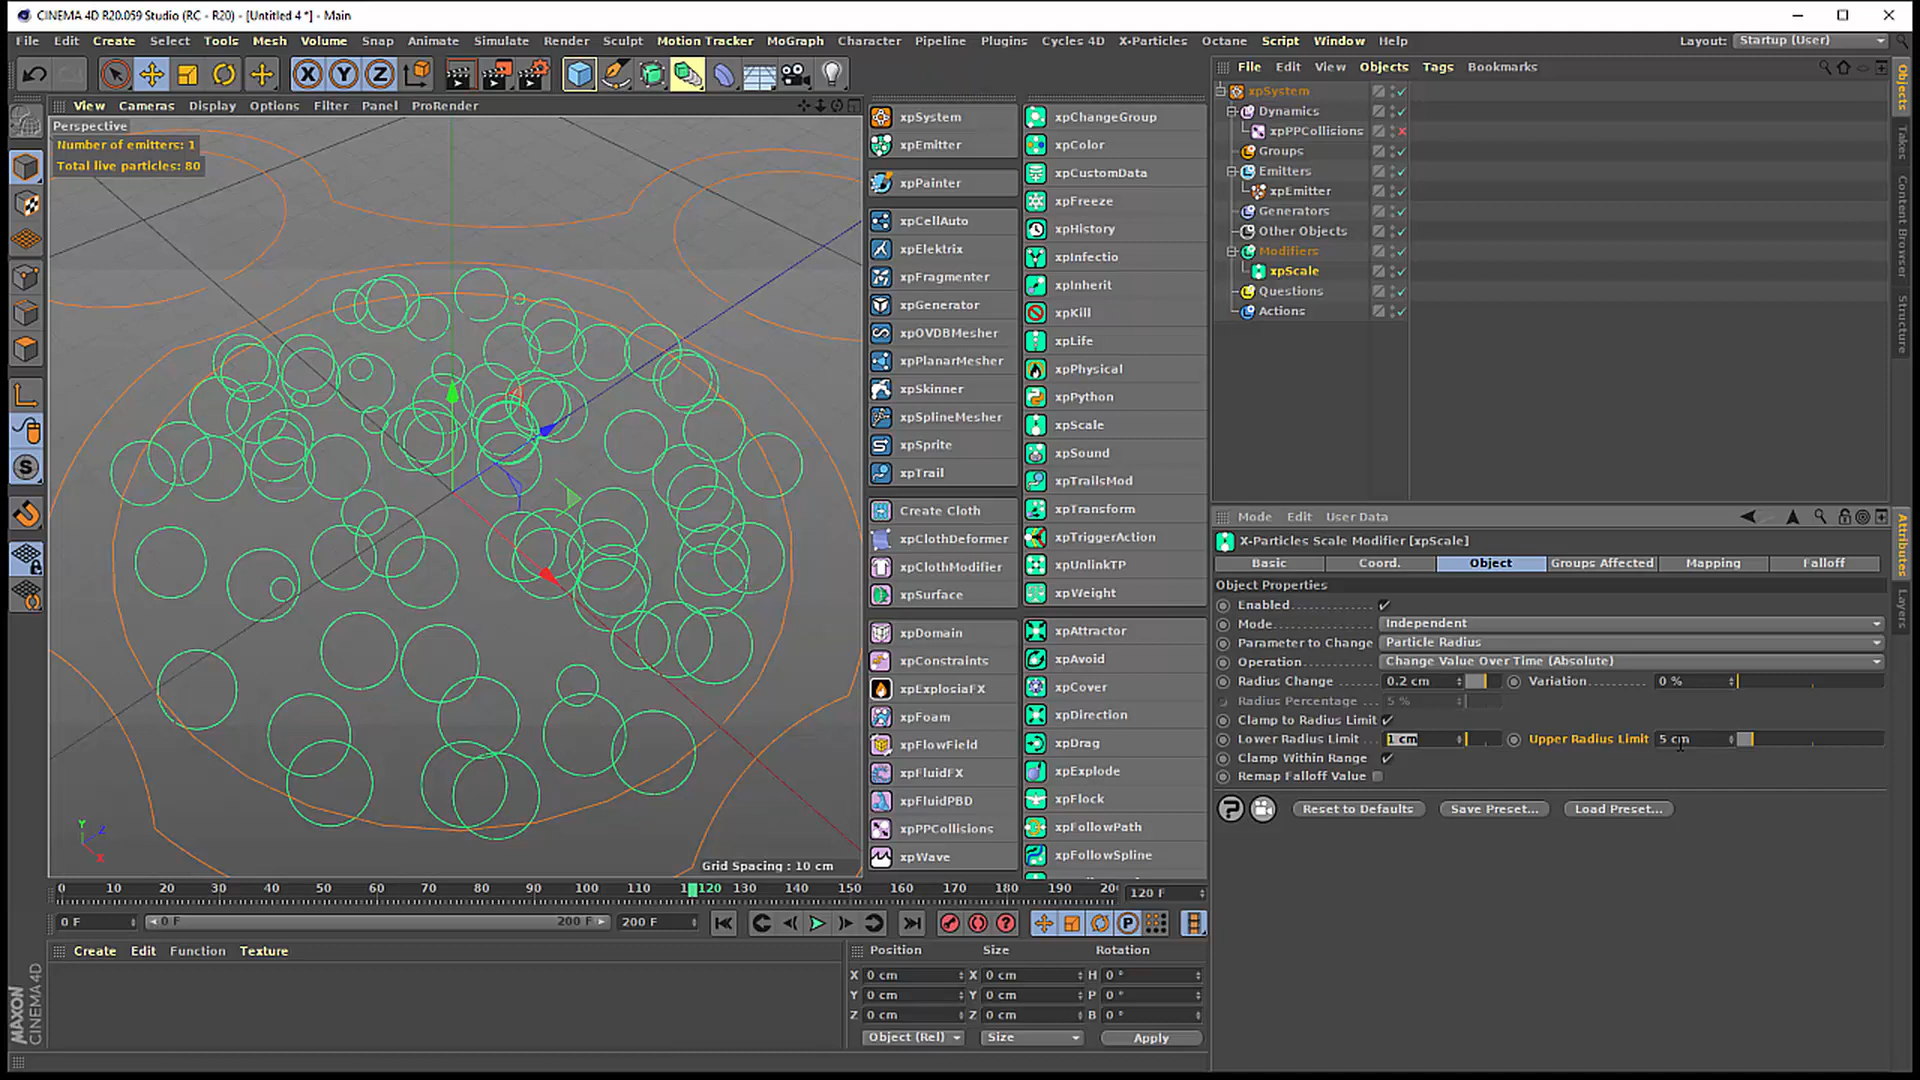 CINEMA 4D R20.059 Studio (RC - R20) - [Untitled 4 *] - Main
File Edit Create Select Tools Mesh Volume Snap Animate Simulate Render Sculpt Motion Tracker MoGraph Character Pipeline Plugins Cycles 4D X-Particles Octane Script Window Help
Layout: Startup (User)
X Y Z
View Cameras Display Options Filter Panel ProRender
Perspective
Number of emitters: 1
Total live particles: 80
Y Z X
Grid Spacing : 10 cm
xpSystem
xpEmitter
xpPainter
xpCellAuto
xpElektrix
xpFragmenter
xpGenerator
xpOVDBMesher
xpPlanarMesher
xpSkinner
xpSplineMesher
xpSprite
xpTrail
Create Cloth
xpClothDeformer
xpClothModifier
xpSurface
xpDomain
xpConstraints
xpExplosiaFX
xpFoam
xpFlowField
xpFluidFX
xpFluidPBD
xpPPCollisions
xpWave
xpChangeGroup
xpColor
xpCustomData
xpFreeze
xpHistory
xpInfectio
xpInherit
xpKill
xpLife
xpPhysical
xpPython
xpScale
xpSound
xpTrailsMod
xpTransform
xpTriggerAction
xpUnlinkTP
xpWeight
xpAttractor
xpAvoid
xpCover
xpDirection
xpDrag
xpExplode
xpFlock
xpFollowPath
xpFollowSpline
File Edit View Objects Tags Bookmarks
xpSystem
Dynamics
xpPPCollisions
Groups
Emitters
xpEmitter
Generators
Other Objects
Modifiers
xpScale
Questions
Actions
Objects
Takes
Content Browser
Structure
Mode Edit User Data
X-Particles Scale Modifier [xpScale]
Basic Coord. Object Groups Affected Mapping Falloff
Object Properties
Enabled
Mode Independent
Parameter to Change Particle Radius
Operation Change Value Over Time (Absolute)
Radius Change 0.2 cm Variation 0 %
Radius Percentage 5 %
Clamp to Radius Limit
Lower Radius Limit 1 cm Upper Radius Limit 5 cm
Clamp Within Range
Remap Falloff Value
Reset to Defaults Save Preset... Load Preset...
Attributes
Layers
0 10 20 30 40 50 60 70 80 90 100 110 120 130 140 150 160 170 180 190 20
120 F
0 F 0 F 200 F 200 F
P
Create Edit Function Texture
Position Size Rotation
X 0 cm X 0 cm H 0 °
Y 0 cm Y 0 cm P 0 °
Z 0 cm Z 0 cm B 0 °
Object (Rel) Size Apply
MAXON
CINEMA 4D